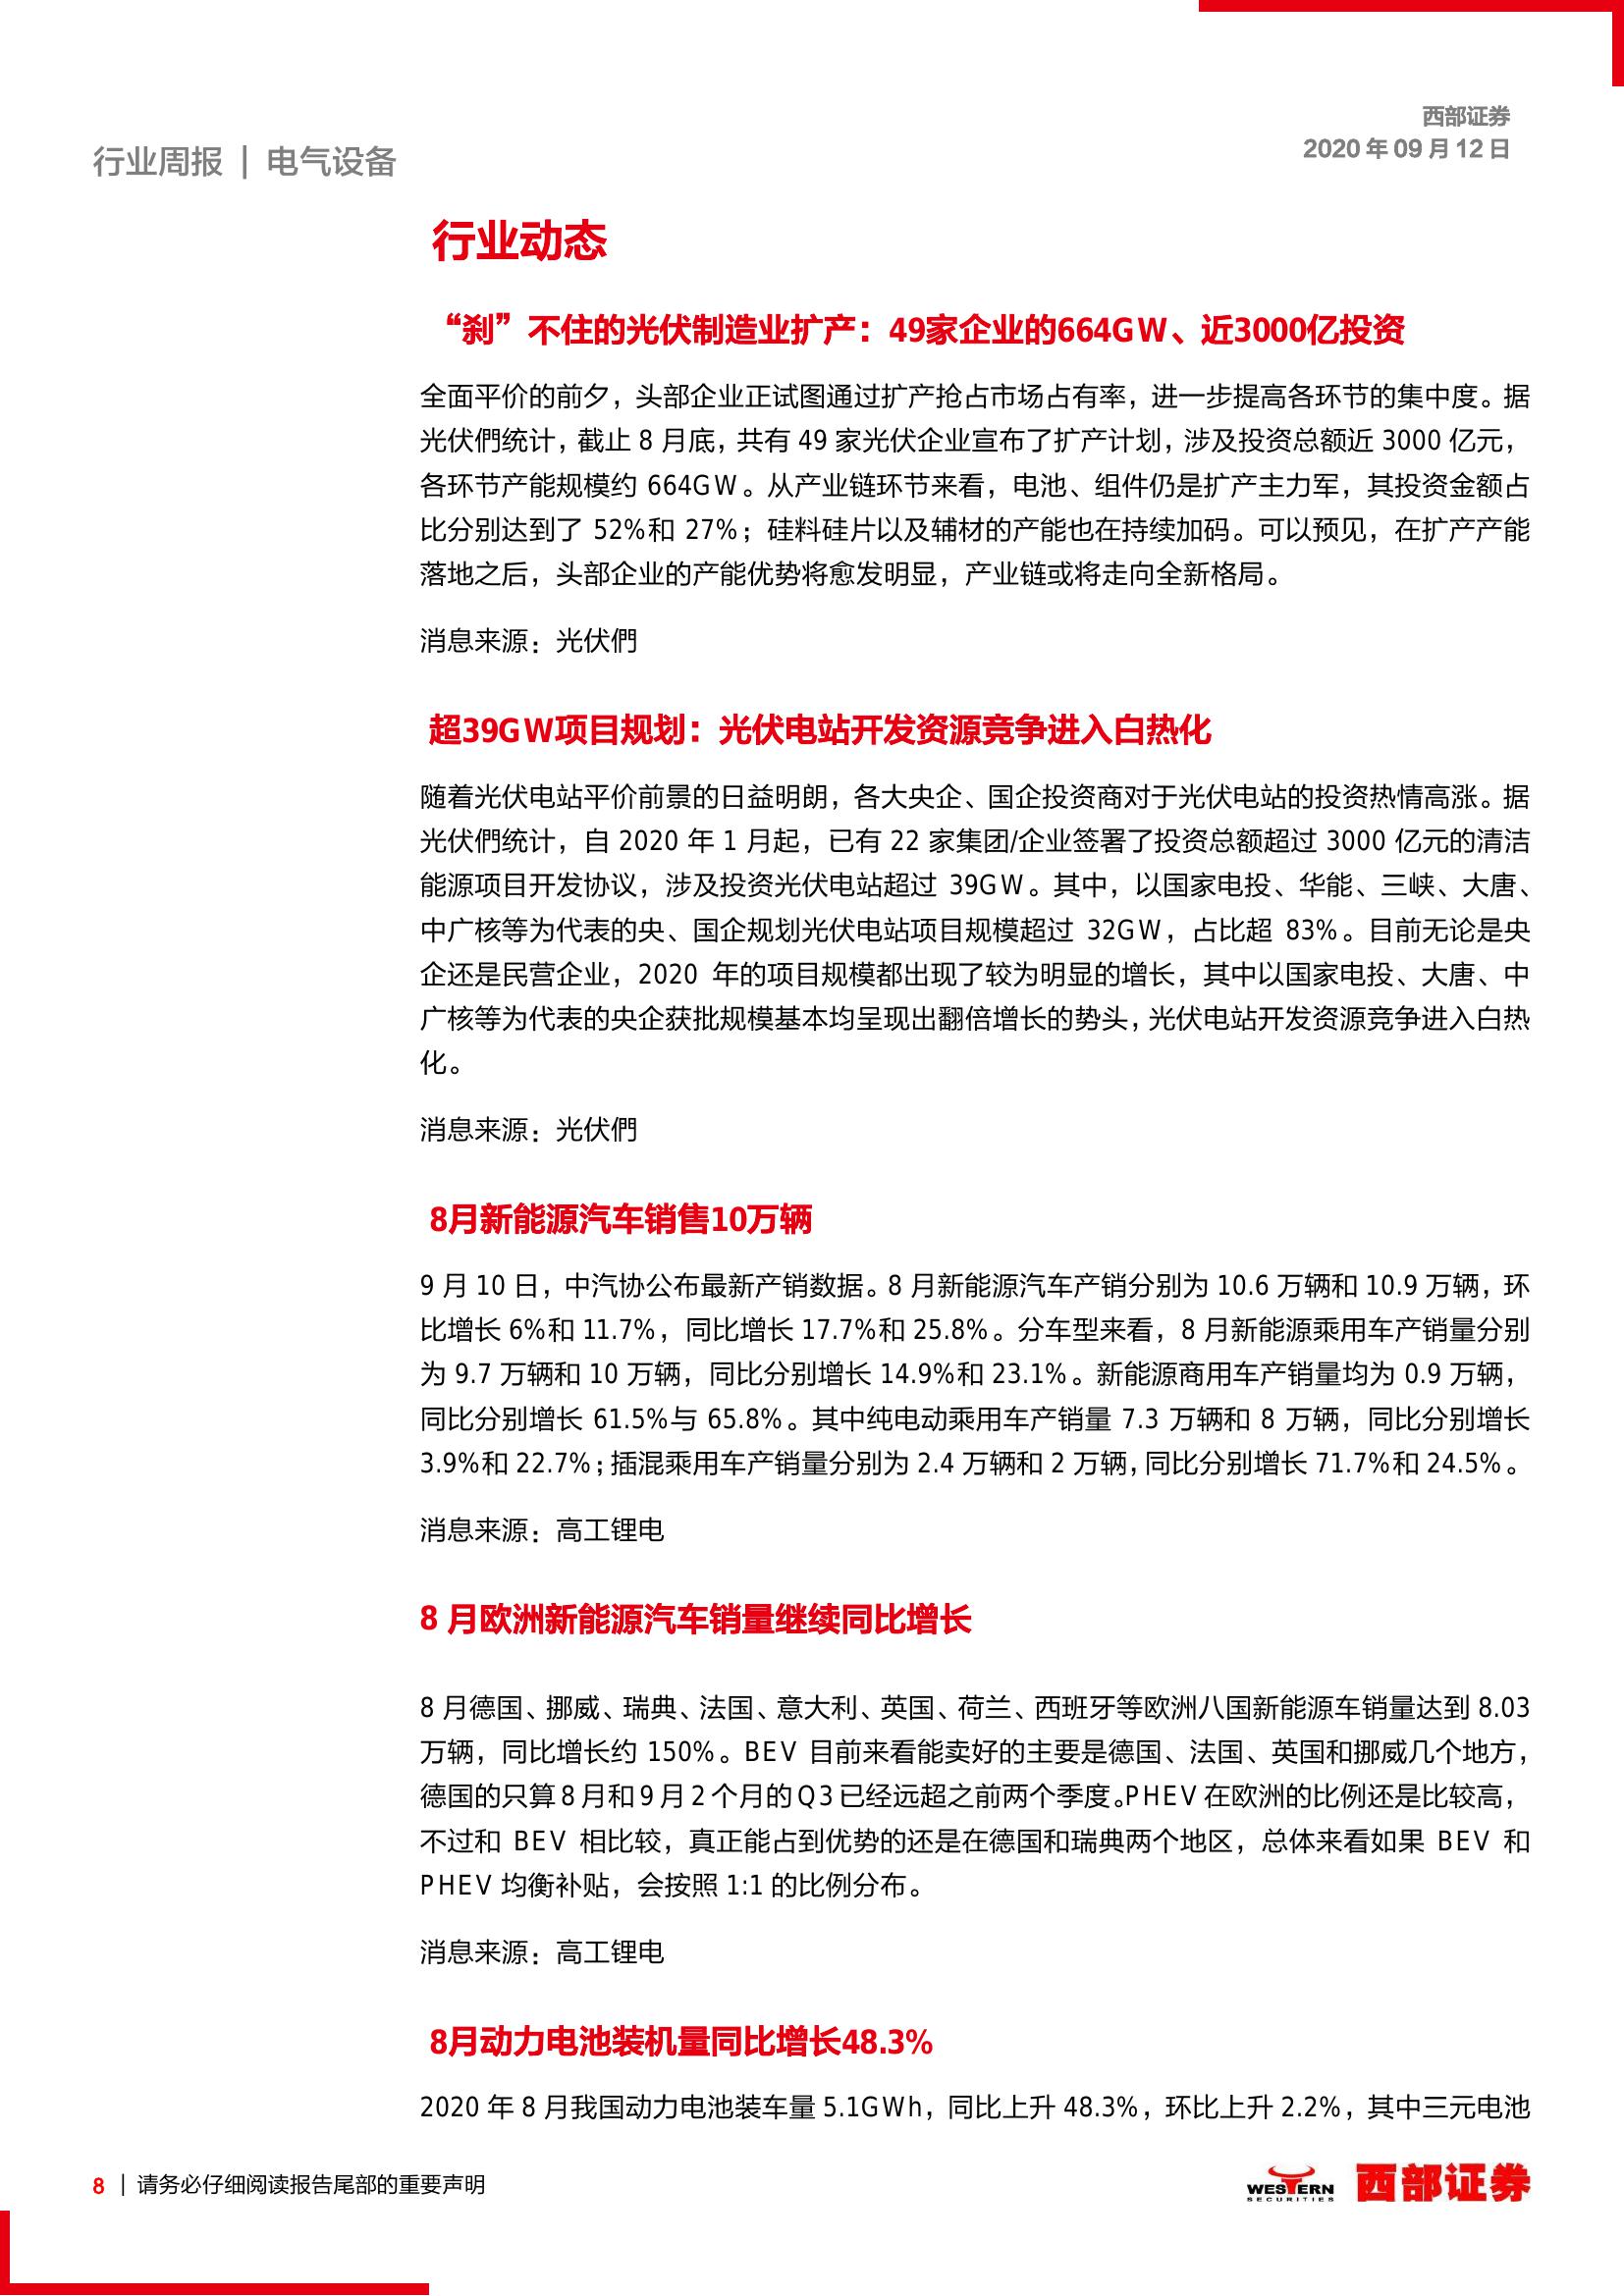 西部证券
2020 年 09 月 12 日
行业周报 | 电气设备
行业动态
“刹”不住的光伏制造业扩产：49家企业的664GW、近3000亿投资
全面平价的前夕，头部企业正试图通过扩产抢占市场占有率，进一步提高各环节的集中度。据
光伏們统计，截止 8 月底，共有 49 家光伏企业宣布了扩产计划，涉及投资总额近 3000 亿元，
各环节产能规模约 664GW。从产业链环节来看，电池、组件仍是扩产主力军，其投资金额占
比分别达到了 52%和 27%；硅料硅片以及辅材的产能也在持续加码。可以预见，在扩产产能
落地之后，头部企业的产能优势将愈发明显，产业链或将走向全新格局。
消息来源：光伏們
超39GW项目规划：光伏电站开发资源竞争进入白热化
随着光伏电站平价前景的日益明朗，各大央企、国企投资商对于光伏电站的投资热情高涨。据
光伏們统计，自 2020 年 1 月起，已有 22 家集团/企业签署了投资总额超过 3000 亿元的清洁
能源项目开发协议，涉及投资光伏电站超过 39GW。其中，以国家电投、华能、三峡、大唐、
中广核等为代表的央、国企规划光伏电站项目规模超过 32GW，占比超 83%。目前无论是央
企还是民营企业，2020 年的项目规模都出现了较为明显的增长，其中以国家电投、大唐、中
广核等为代表的央企获批规模基本均呈现出翻倍增长的势头，光伏电站开发资源竞争进入白热
化。
消息来源：光伏們
8月新能源汽车销售10万辆
9 月 10 日，中汽协公布最新产销数据。8 月新能源汽车产销分别为 10.6 万辆和 10.9 万辆，环
比增长 6%和 11.7%，同比增长 17.7%和 25.8%。分车型来看，8 月新能源乘用车产销量分别
为 9.7 万辆和 10 万辆，同比分别增长 14.9%和 23.1%。新能源商用车产销量均为 0.9 万辆，
同比分别增长 61.5%与 65.8%。其中纯电动乘用车产销量 7.3 万辆和 8 万辆，同比分别增长
3.9%和 22.7%；插混乘用车产销量分别为 2.4 万辆和 2 万辆，同比分别增长 71.7%和 24.5%。
消息来源：高工锂电
8 月欧洲新能源汽车销量继续同比增长
8 月德国、挪威、瑞典、法国、意大利、英国、荷兰、西班牙等欧洲八国新能源车销量达到 8.03
万辆，同比增长约 150%。BEV 目前来看能卖好的主要是德国、法国、英国和挪威几个地方，
德国的只算 8 月和 9 月 2 个月的 Q3 已经远超之前两个季度。PHEV 在欧洲的比例还是比较高，
不过和 BEV 相比较，真正能占到优势的还是在德国和瑞典两个地区，总体来看如果 BEV 和
PHEV 均衡补贴，会按照 1:1 的比例分布。
消息来源：高工锂电
8月动力电池装机量同比增长48.3%
2020 年 8 月我国动力电池装车量 5.1GWh，同比上升 48.3%，环比上升 2.2%，其中三元电池
8 | 请务必仔细阅读报告尾部的重要声明
WESTERN
SECURITIES
西部证券